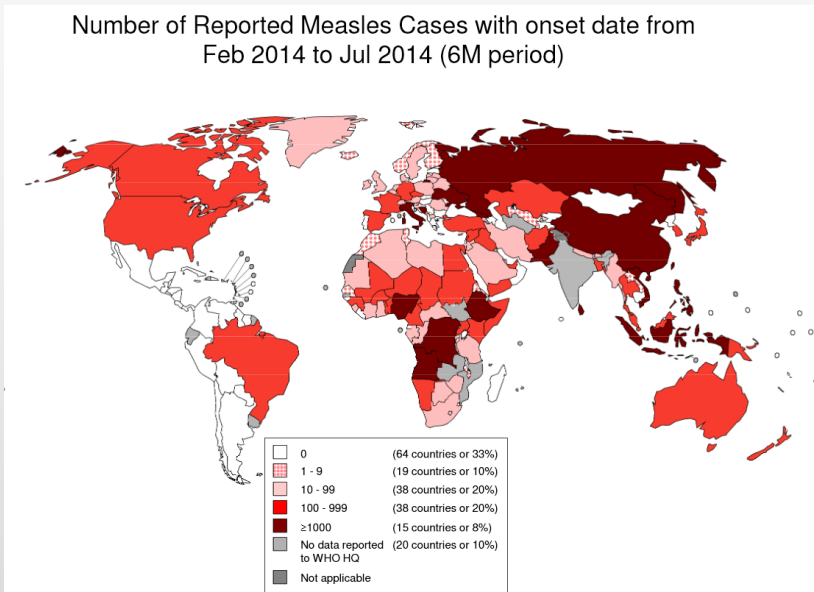 Number of Reported Measles Cases with onset date from
Feb 2014 to Jul 2014 (6M period)
0 (64 countries or 33%)
1 - 9 (19 countries or 10%)
10 - 99 (38 countries or 20%)
100 - 999 (38 countries or 20%)
≥1000 (15 countries or 8%)
No data reported (20 countries or 10%)
to WHO HQ
Not applicable